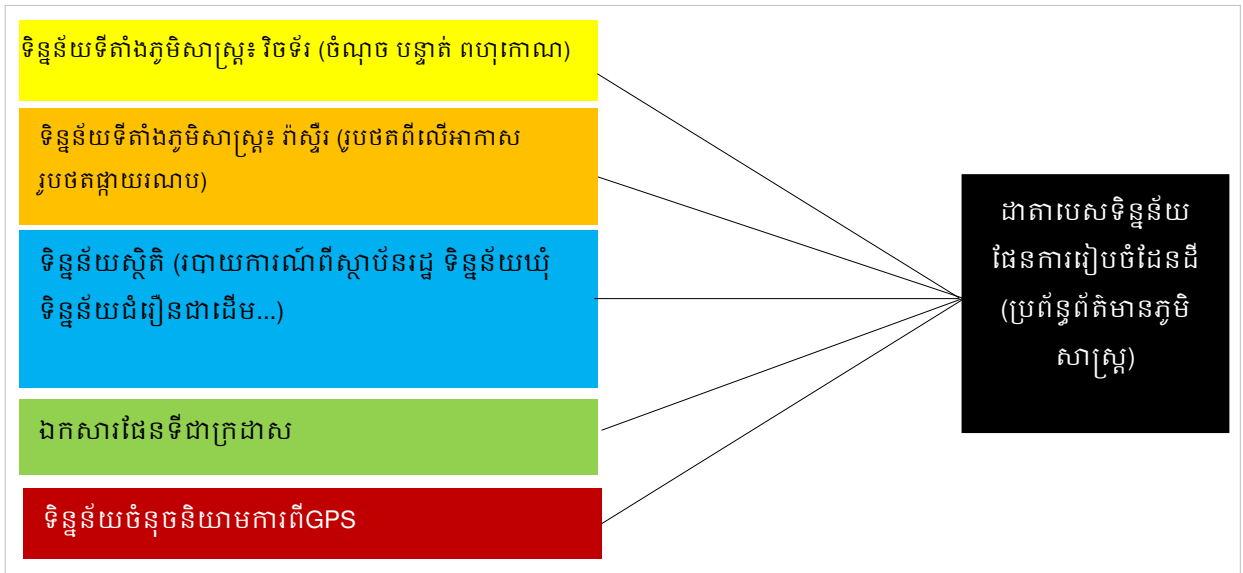 ទិន្នន័យទីតាំងភូមិសាស្ត្រ៖ វិចទ័រ (ចំណុច បន្ទាត់ ពហុកោណ)
ទិន្នន័យទីតាំងភូមិសាស្ត្រ៖ រ៉ាស្ទឺរ (រូបថតពីលើអាកាស
រូបថតផ្កាយរណប)
ទិន្នន័យស្ថិតិ (របាយការណ៍ពីស្ថាប័នរដ្ឋ ទិន្នន័យឃុំ
ទិន្នន័យជំរឿនជាដើម...)
ឯកសារផែនទីជាក្រដាស
ទិន្នន័យចំនុចនិយាមការពីGPS
ដាតាបេសទិន្នន័យ
ផែនការរៀបចំដែនដី
(ប្រព័ន្ធព័ត៌មានភូមិ
សាស្ត្រ)